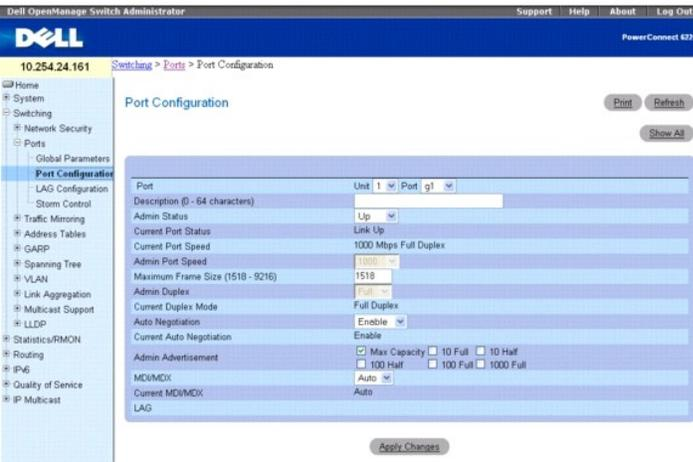 Dell OpenManage Switch Administrator Support Help About Log Out
DELL
PowerConnect 622
10.254.24.161
Switching > Ports > Port Configuration
Home
System
Switching
Network Security
Ports
Global Parameters
Port Configuration
LAG Configuration
Storm Control
Traffic Mirroring
Address Tables
GARP
Spanning Tree
VLAN
Link Aggregation
Multicast Support
LLDP
Statistics/RMON
Routing
IPv6
Quality of Service
IP Multicast
Port Configuration
Print Refresh
Show All
Port Unit 1 Port g1
Description (0 - 64 characters)
Admin Status Up
Current Port Status Link Up
Current Port Speed 1000 Mbps Full Duplex
Admin Port Speed 1000
Maximum Frame Size (1518 - 9216) 1518
Admin Duplex Full
Current Duplex Mode Full Duplex
Auto Negotiation Enable
Current Auto Negotiation Enable
Admin Advertisement Max Capacity 10 Full 10 Half
100 Half 100 Full 1000 Full
MDI/MDX Auto
Current MDI/MDX Auto
LAG
Apply Changes